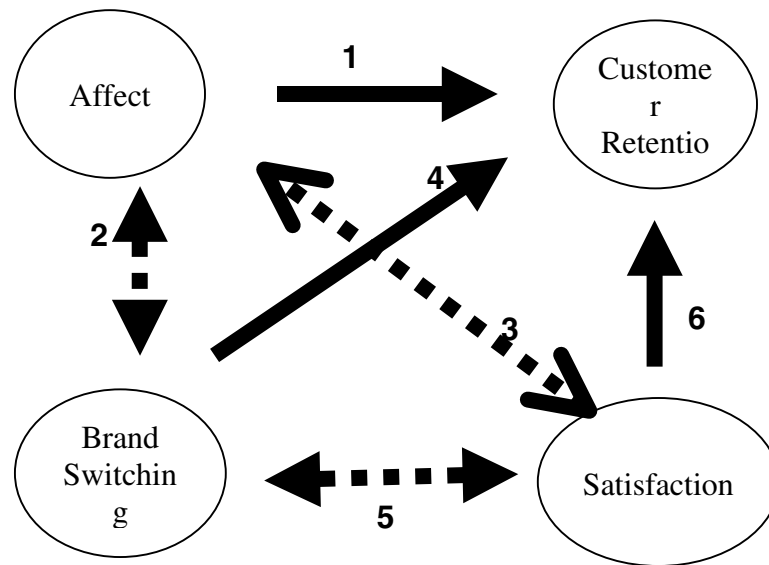 1
Affect
Custome
r
Retentio
4
2
3
6
Brand
Switchin
g
Satisfaction
5